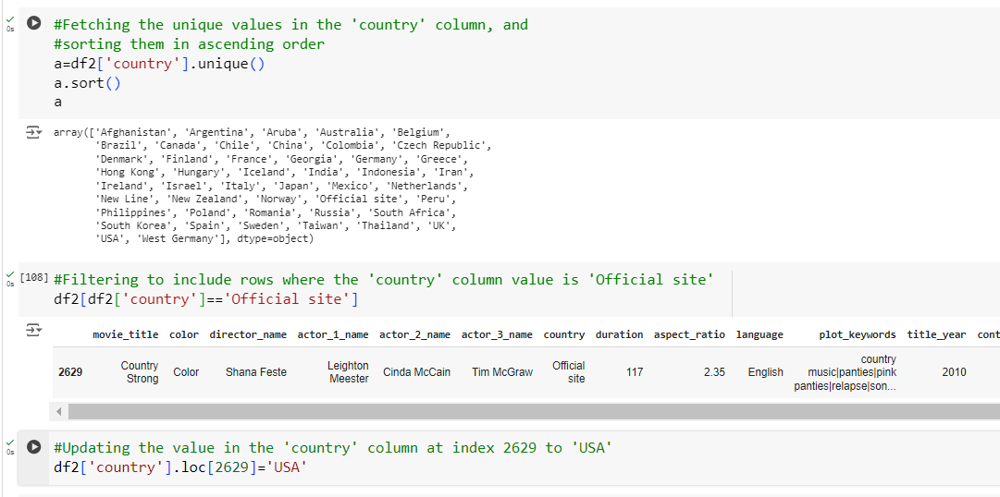 #Fetching the unique values in the 'country' column, and
#sorting them in ascending order
0s
a=df2['country'].unique()
a.sort()
a
array(['Afghanistan', 'Argentina', 'Aruba', 'Australia', 'Belgium',
'Brazil', 'Canada', 'Chile', 'China', 'Colombia', 'Czech Republic',
'Denmark', 'Finland', 'France', 'Georgia', 'Germany', 'Greece',
'Hong Kong', 'Hungary', 'Iceland', 'India', 'Indonesia', 'Iran',
'Ireland', 'Israel', 'Italy', 'Japan', 'Mexico', 'Netherlands',
'New Line', 'New Zealand', 'Norway', 'Official site', 'Peru',
'Philippines', 'Poland', 'Romania', 'Russia', 'South Africa',
'South Korea', 'Spain', 'Sweden', 'Taiwan', 'Thailand', 'UK',
'USA', 'West Germany'], dtype=object)
[108] #Filtering to include rows where the 'country' column value is 'Official site'
0s
df2[df2['country']=='Official site']
movie_title color director_name actor_1_name actor_2_name actor_3_name country duration aspect_ratio language plot_keywords title_year cont
2629 Country Strong Color Shana Feste Leighton Meester Cinda McCain Tim McGraw Official site 117 2.35 English country music|panties|pink panties|relapse|son... 2010
#Updating the value in the 'country' column at index 2629 to 'USA'
0s
df2['country'].loc[2629]='USA'